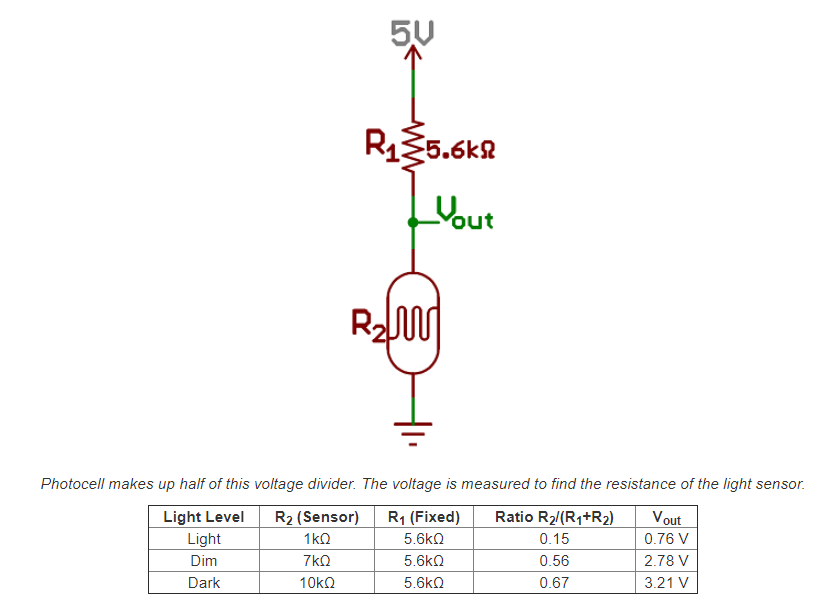 5V
R1 5.6kΩ
Vout
R2
Photocell makes up half of this voltage divider. The voltage is measured to find the resistance of the light sensor.
Light Level R2 (Sensor) R1 (Fixed) Ratio R2/(R1+R2) Vout
Light 1kΩ 5.6kΩ 0.15 0.76 V
Dim 7kΩ 5.6kΩ 0.56 2.78 V
Dark 10kΩ 5.6kΩ 0.67 3.21 V